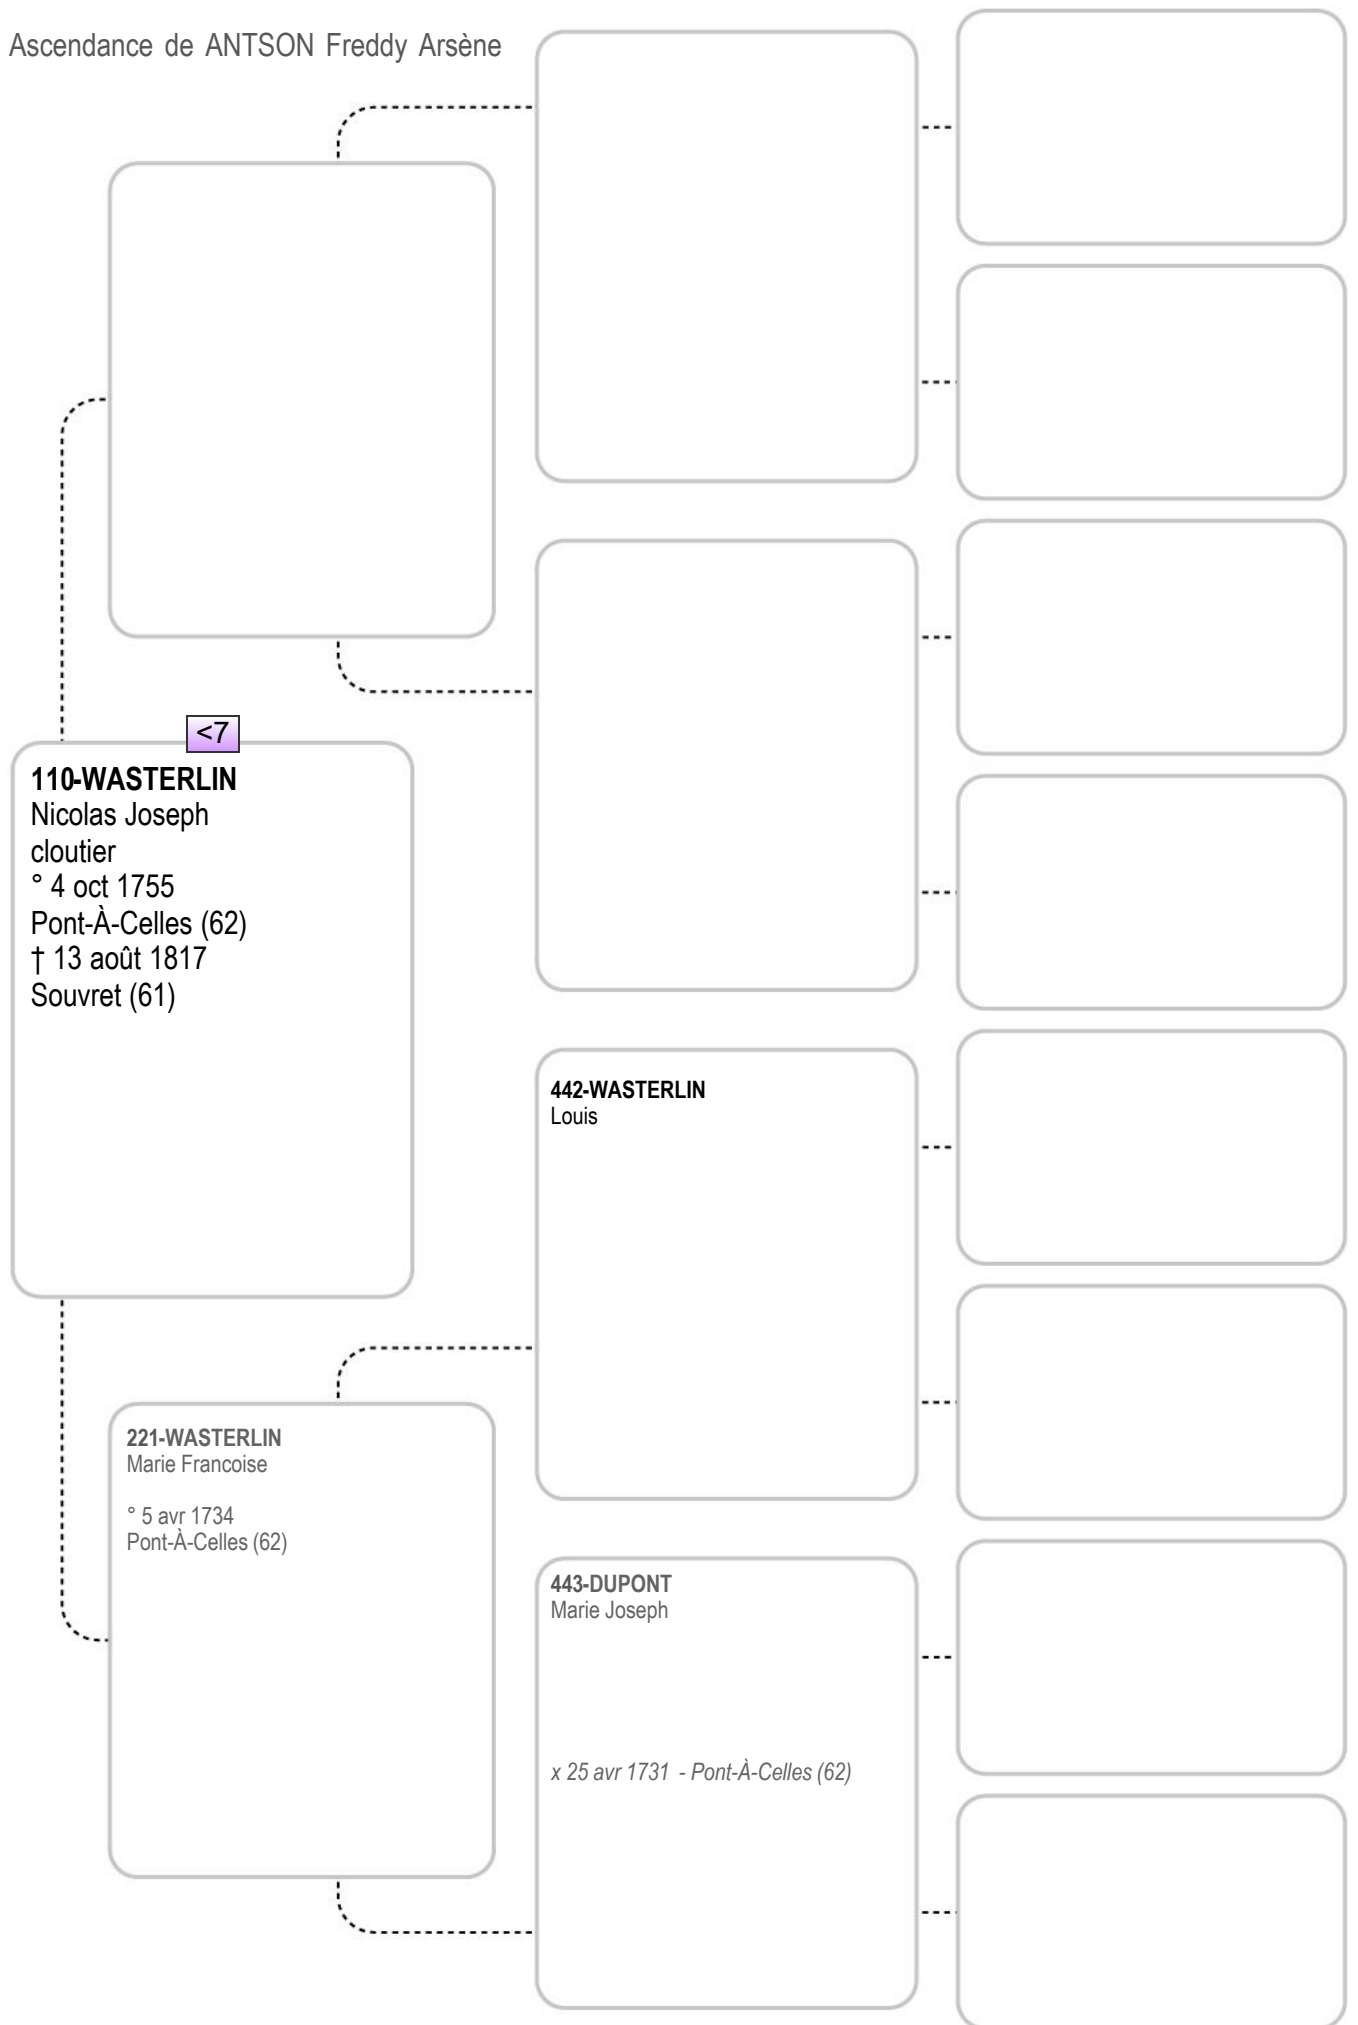 Ascendance de ANTSON Freddy Arsène
<7
110-WASTERLIN
Nicolas Joseph
cloutier
° 4 oct 1755
Pont-À-Celles (62)
† 13 août 1817
Souvret (61)
442-WASTERLIN
Louis
221-WASTERLIN
Marie Francoise
° 5 avr 1734
Pont-À-Celles (62)
443-DUPONT
Marie Joseph
x 25 avr 1731 - Pont-À-Celles (62)